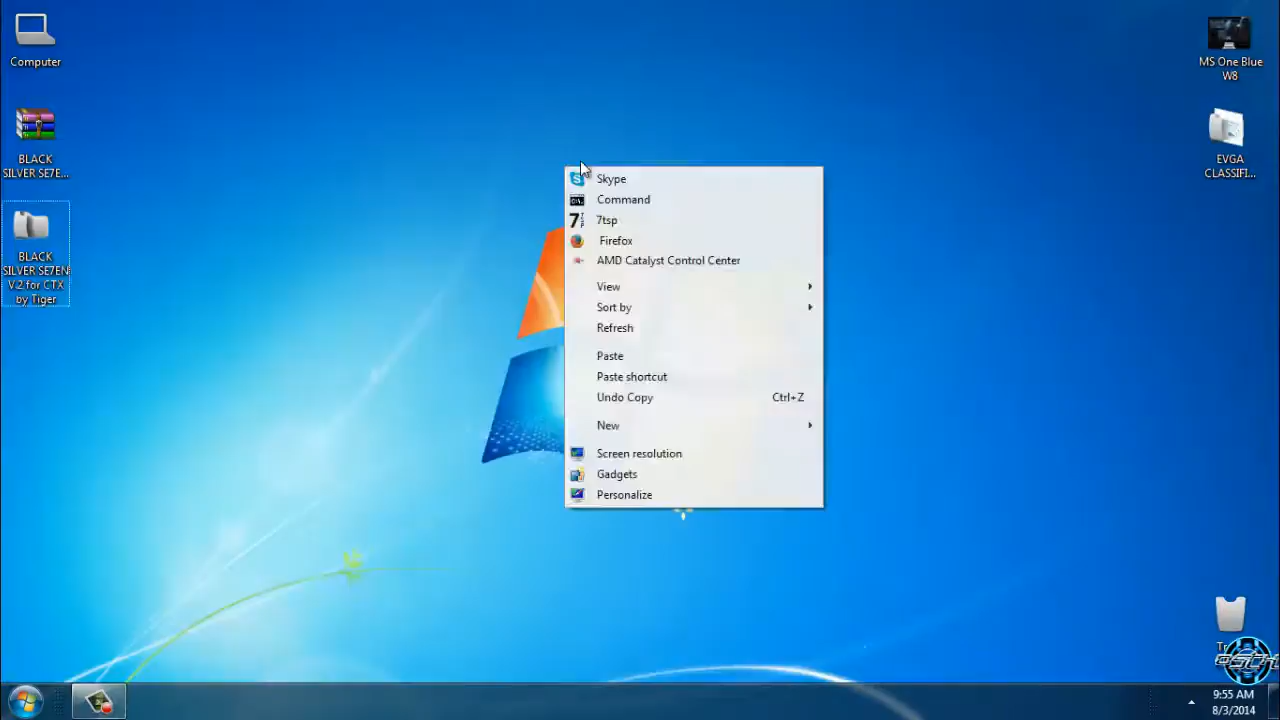 Computer
BLACK
SILVER SE7E...
BLACK
SILVER SE7EN
V.2 for CTX
by Tiger
Skype
Command
7tsp
Firefox
AMD Catalyst Control Center
View
Sort by
Refresh
Paste
Paste shortcut
Undo Copy Ctrl+Z
New
Screen resolution
Gadgets
Personalize
MS One Blue
W8
EVGA
CLASSIFI...
9:55 AM
8/3/2014